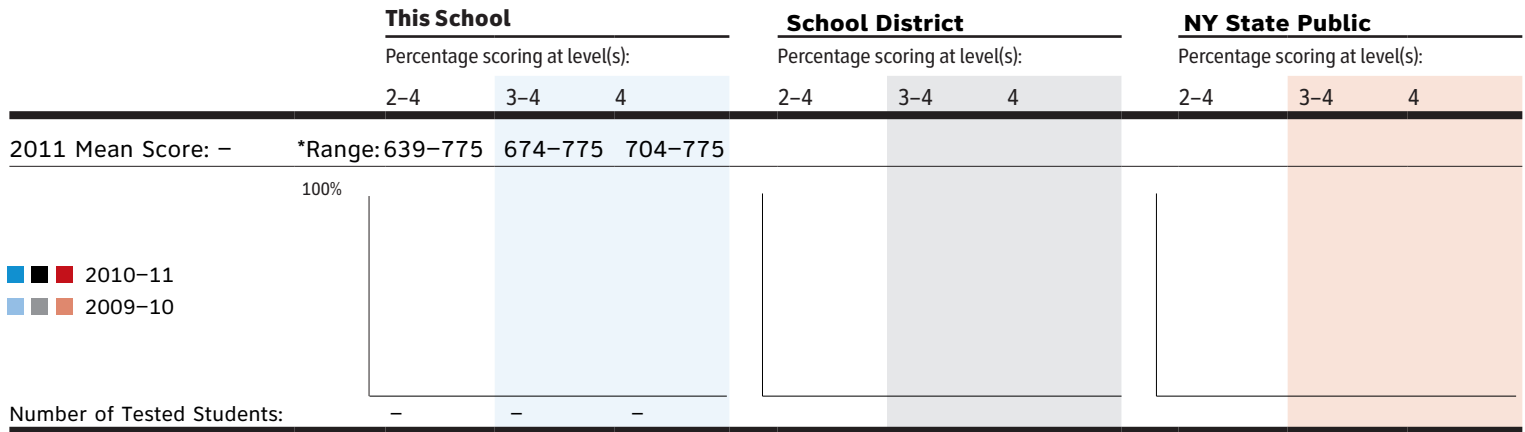 This School School District NY State Public
Percentage scoring at level(s): Percentage scoring at level(s): Percentage scoring at level(s):
2–4 3–4 4 2–4 3–4 4 2–4 3–4 4
2011 Mean Score: – *Range: 639–775 674–775 704–775
100%
2010–11
2009–10
Number of Tested Students: – – –